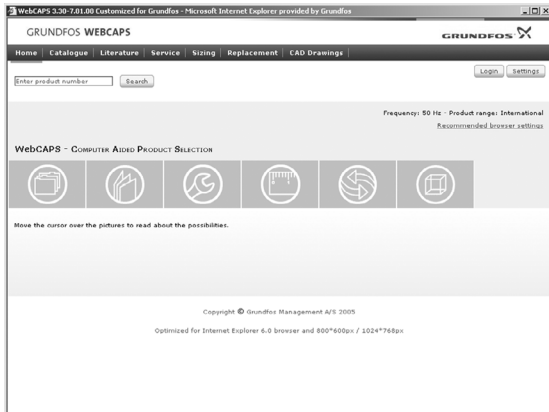 WebCAPS 3.30-7.01.00 Customized for Grundfos - Microsoft Internet Explorer provided by Grundfos
GRUNDFOS WEBCAPS
GRUNDFOS
Home Catalogue Literature Service Sizing Replacement CAD Drawings
Enter product number Search
Login Settings
Frequency: 50 Hz - Product range: International
Recommended browser settings
WebCAPS - Computer Aided Product Selection
Move the cursor over the pictures to read about the possibilities.
Copyright © Grundfos Management A/S 2005
Optimized for Internet Explorer 6.0 browser and 800*600px / 1024*768px